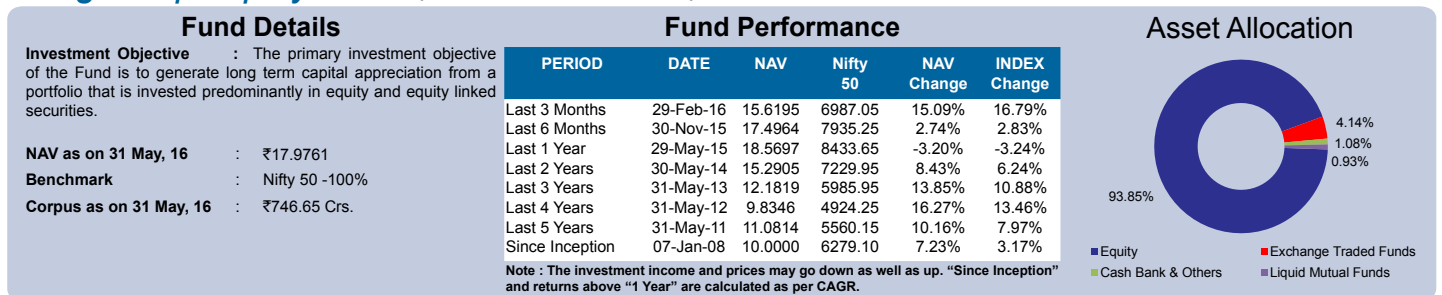 Fund Details
Investment Objective : The primary investment objective
of the Fund is to generate long term capital appreciation from a
portfolio that is invested predominantly in equity and equity linked
securities.
NAV as on 31 May, 16 : ₹17.9761
Benchmark : Nifty 50 -100%
Corpus as on 31 May, 16 : ₹746.65 Crs.
Fund Performance
PERIOD DATE NAV Nifty 50 NAV Change INDEX Change
Last 3 Months 29-Feb-16 15.6195 6987.05 15.09% 16.79%
Last 6 Months 30-Nov-15 17.4964 7935.25 2.74% 2.83%
Last 1 Year 29-May-15 18.5697 8433.65 -3.20% -3.24%
Last 2 Years 30-May-14 15.2905 7229.95 8.43% 6.24%
Last 3 Years 31-May-13 12.1819 5985.95 13.85% 10.88%
Last 4 Years 31-May-12 9.8346 4924.25 16.27% 13.46%
Last 5 Years 31-May-11 11.0814 5560.15 10.16% 7.97%
Since Inception 07-Jan-08 10.0000 6279.10 7.23% 3.17%
Note : The investment income and prices may go down as well as up. “Since Inception”
and returns above “1 Year” are calculated as per CAGR.
Asset Allocation
4.14%
1.08%
0.93%
93.85%
Equity
Exchange Traded Funds
Cash Bank & Others
Liquid Mutual Funds